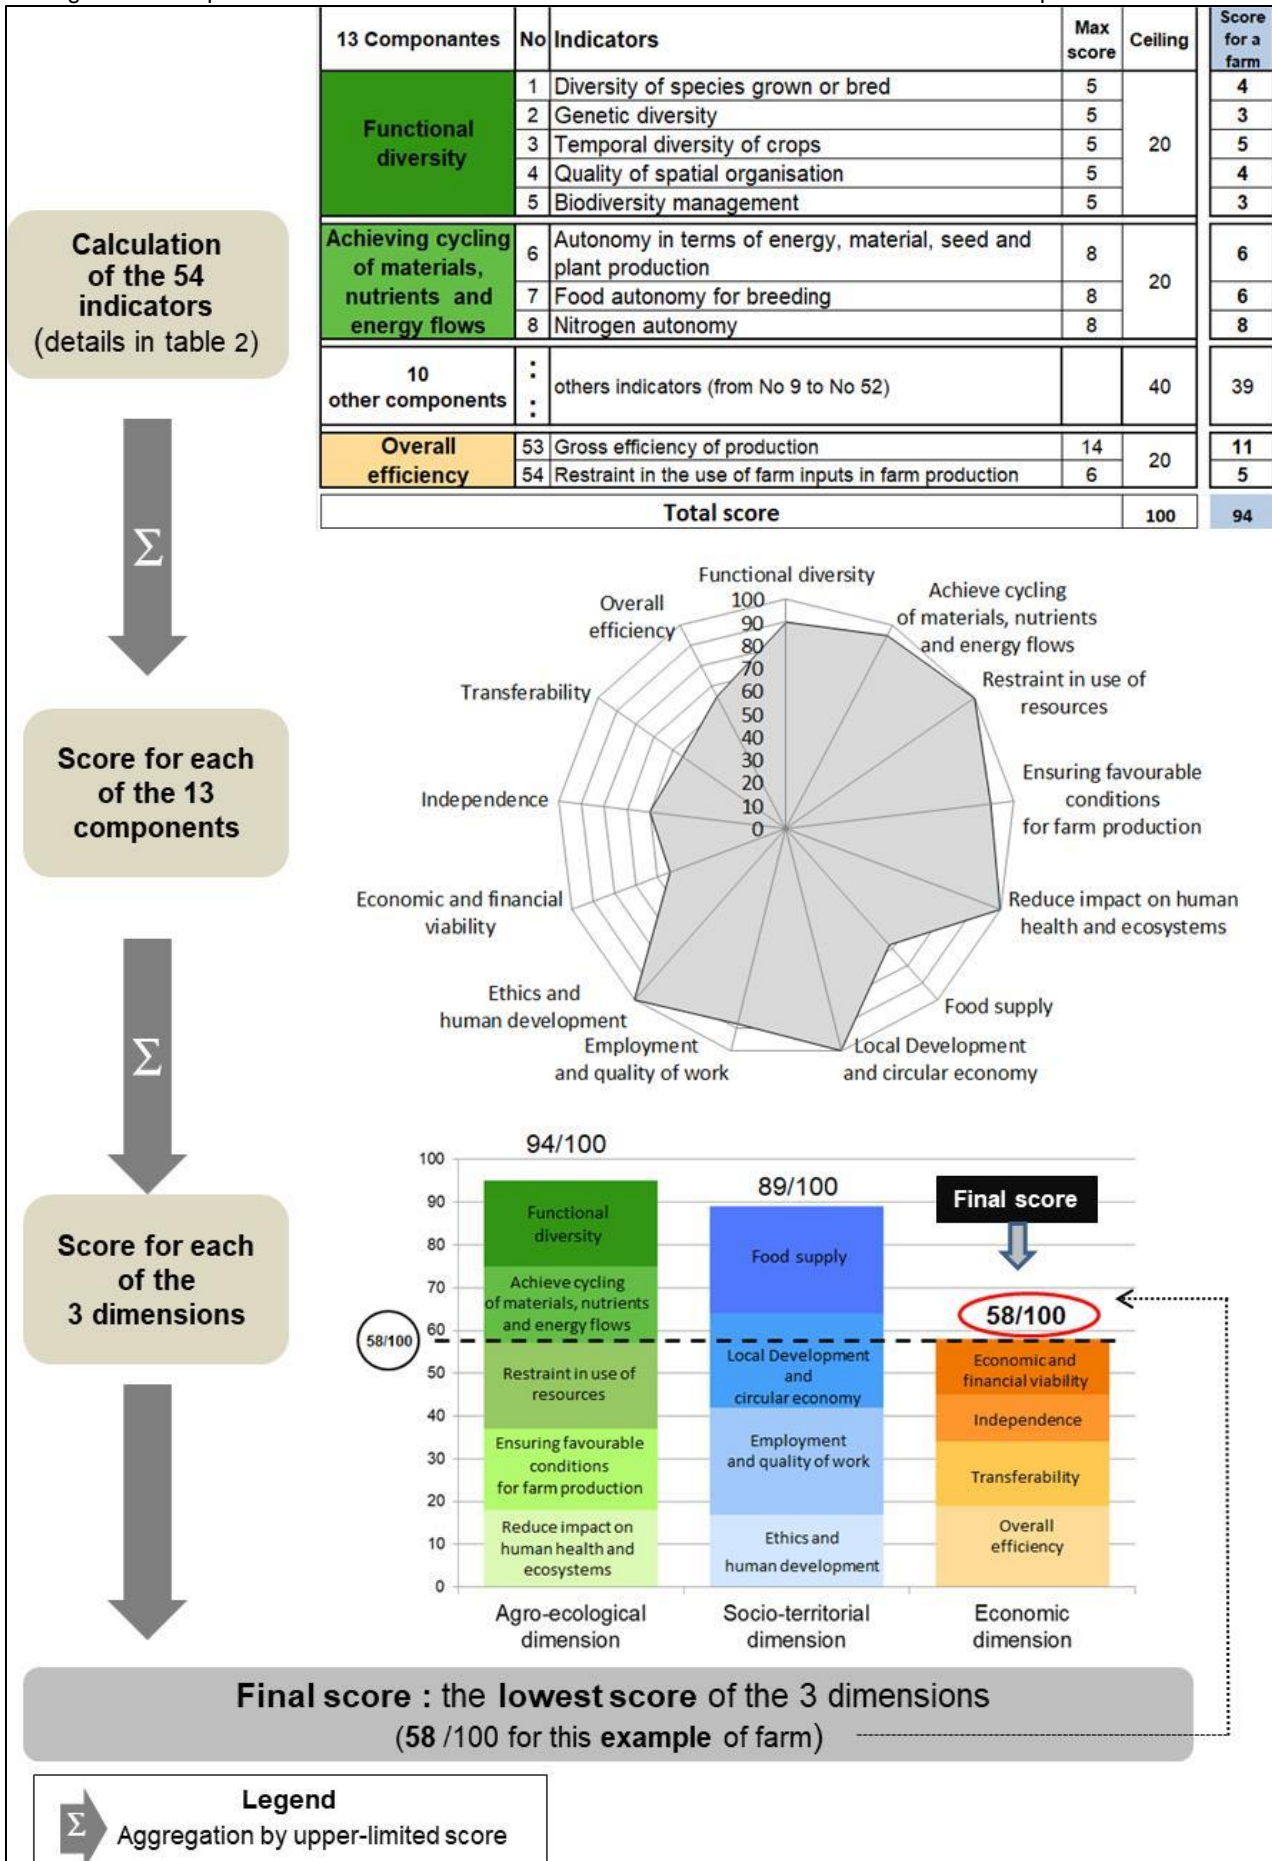 13 Componantes No Indicators Max score Ceiling Score for a farm
Functional diversity
1 Diversity of species grown or bred 5 4
2 Genetic diversity 5 3
3 Temporal diversity of crops 5 20 5
4 Quality of spatial organisation 5 4
5 Biodiversity management 5 3
Achieving cycling of materials, nutrients and energy flows
6 Autonomy in terms of energy, material, seed and plant production 8 6
7 Food autonomy for breeding 8 20 6
8 Nitrogen autonomy 8 8
10 other components : : others indicators (from No 9 to No 52) 40 39
Overall efficiency
53 Gross efficiency of production 14 20 11
54 Restraint in the use of farm inputs in farm production 6 5
Total score 100 94
Calculation
of the 54
indicators
(details in table 2)
Σ
Score for each
of the 13
components
Functional diversity
Achieve cycling
of materials, nutrients
and energy flows
Restraint in use of
resources
Ensuring favourable
conditions
for farm production
Reduce impact on human
health and ecosystems
Food supply
Local Development
and circular economy
Employment
and quality of work
Ethics and
human development
Economic and financial
viability
Independence
Transferability
Overall
efficiency
100
90
80
70
60
50
40
30
20
10
0
Σ
Score for each
of the
3 dimensions
100
90
80
70
60
50
40
30
20
10
0
58/100
94/100
Functional
diversity
Achieve cycling
of materials, nutrients
and energy flows
Restraint in use of
resources
Ensuring favourable
conditions
for farm production
Reduce impact on
human health and
ecosystems
Agro-ecological
dimension
89/100
Food supply
Local Development
and
circular economy
Employment
and quality of work
Ethics and
human development
Socio-territorial
dimension
Final score
58/100
Economic and
financial viability
Independence
Transferability
Overall
efficiency
Economic
dimension
Final score : the lowest score of the 3 dimensions
(58 /100 for this example of farm)
Legend
Σ Aggregation by upper-limited score